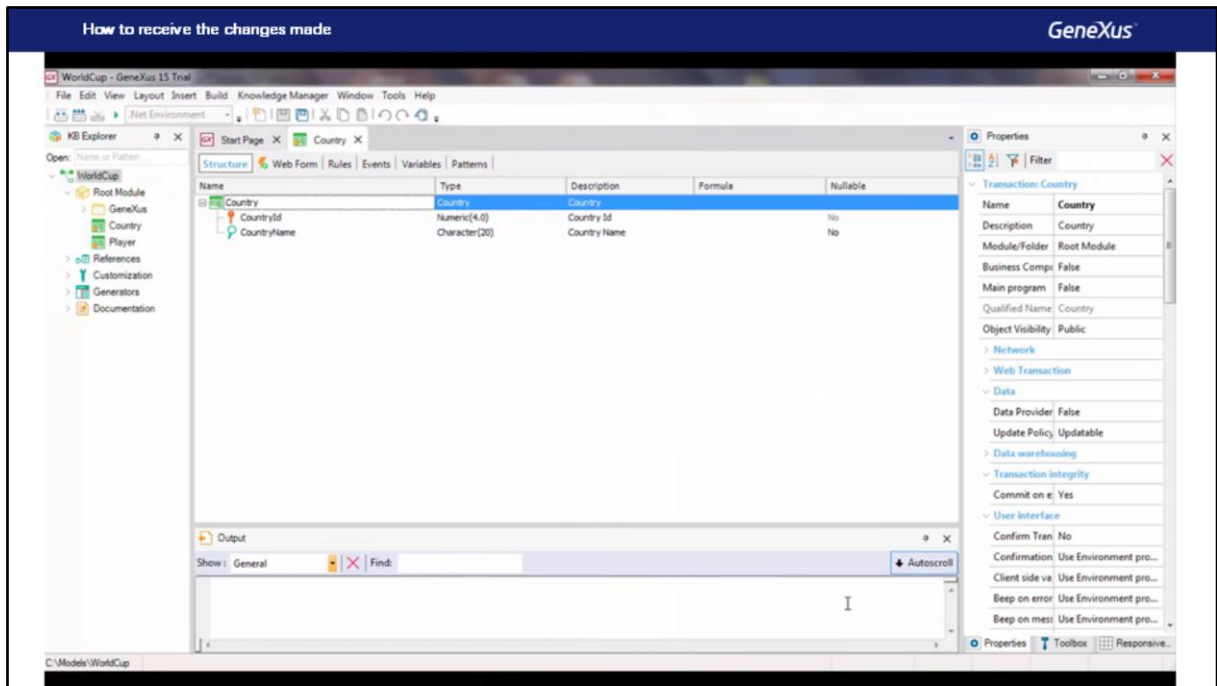 How to receive the changes made
GeneXus
WorldCup - GeneXus 15 Trial
File Edit View Layout Insert Build Knowledge Manager Window Tools Help
.Net Environment
KB Explorer
Open: Name or Pattern ...
WorldCup
Root Module
GeneXus
Country
Player
References
Customization
Generators
Documentation
Start Page X Country X
Structure Web Form Rules Events Variables Patterns
Name Type Description Formula Nullable
Country Country Country
CountryId Numeric(4.0) Country Id No
CountryName Character(20) Country Name No
Output
Show: General Find:
Autoscroll
Properties
Filter
Transaction: Country
Name Country
Description Country
Module/Folder Root Module
Business Compo False
Main program False
Qualified Name Country
Object Visibility Public
Network
Web Transaction
Data
Data Provider False
Update Policy Updatable
Data warehousing
Transaction integrity
Commit on e Yes
User interface
Confirm Tran No
Confirmation Use Environment pro...
Client side va Use Environment pro...
Beep on error Use Environment pro...
Beep on mes: Use Environment pro...
Properties Toolbox Responsive..
C:\Models\WorldCup